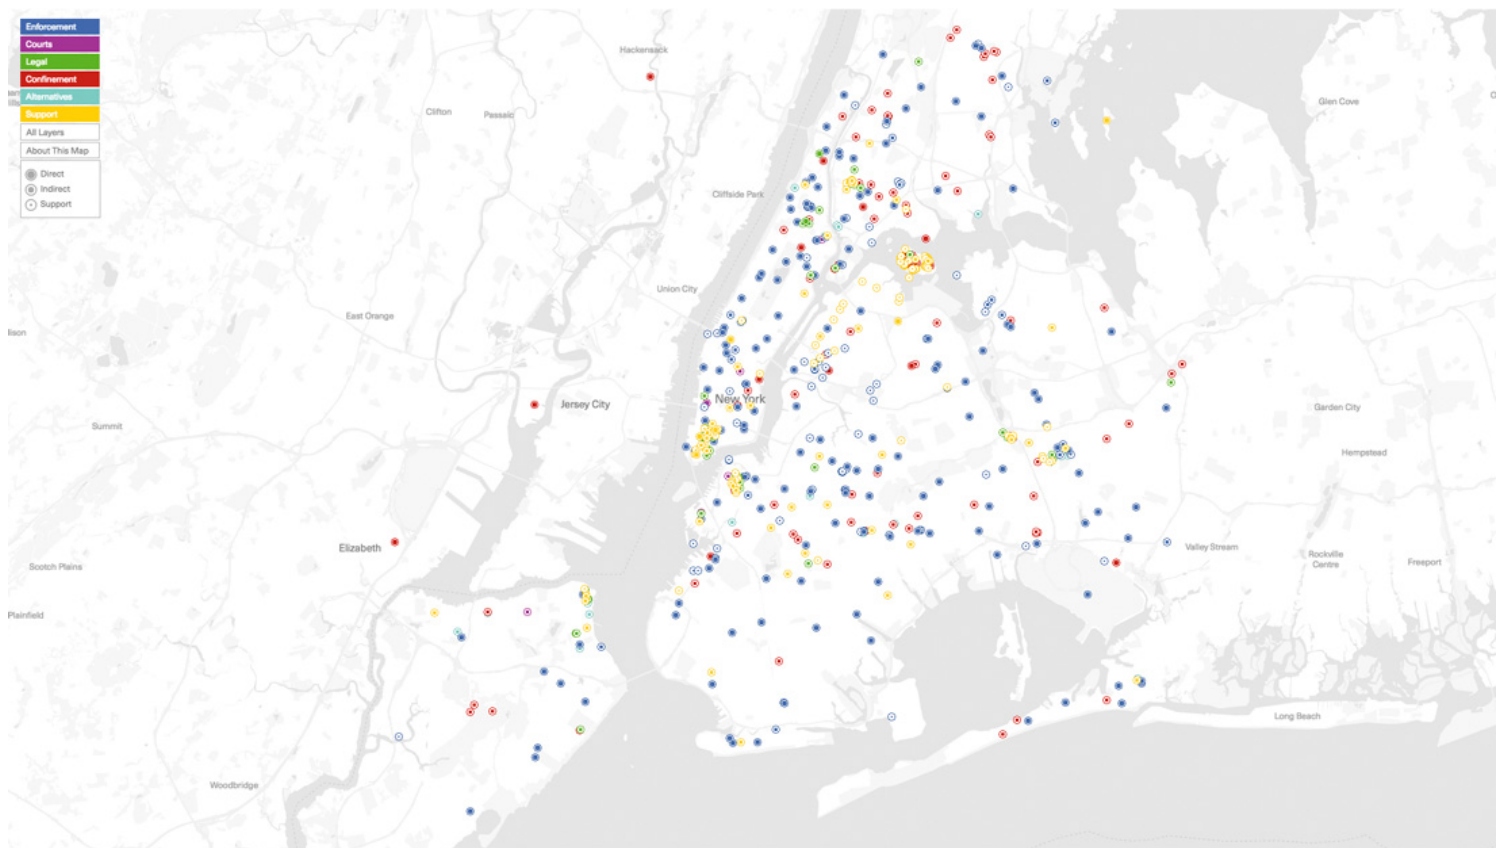 Enforcement
Courts
Legal
Confinement
Alternatives
Support
All Layers
About This Map
Direct
Indirect
Support
Hackensack
Clifton
Passaic
Glen Cove
Cliffside Park
Union City
East Orange
Jersey City
New York
Garden City
Summit
Hempstead
Elizabeth
Valley Stream
Rockville
Centre
Freeport
Scotch Plains
Plainfield
Long Beach
Woodbridge